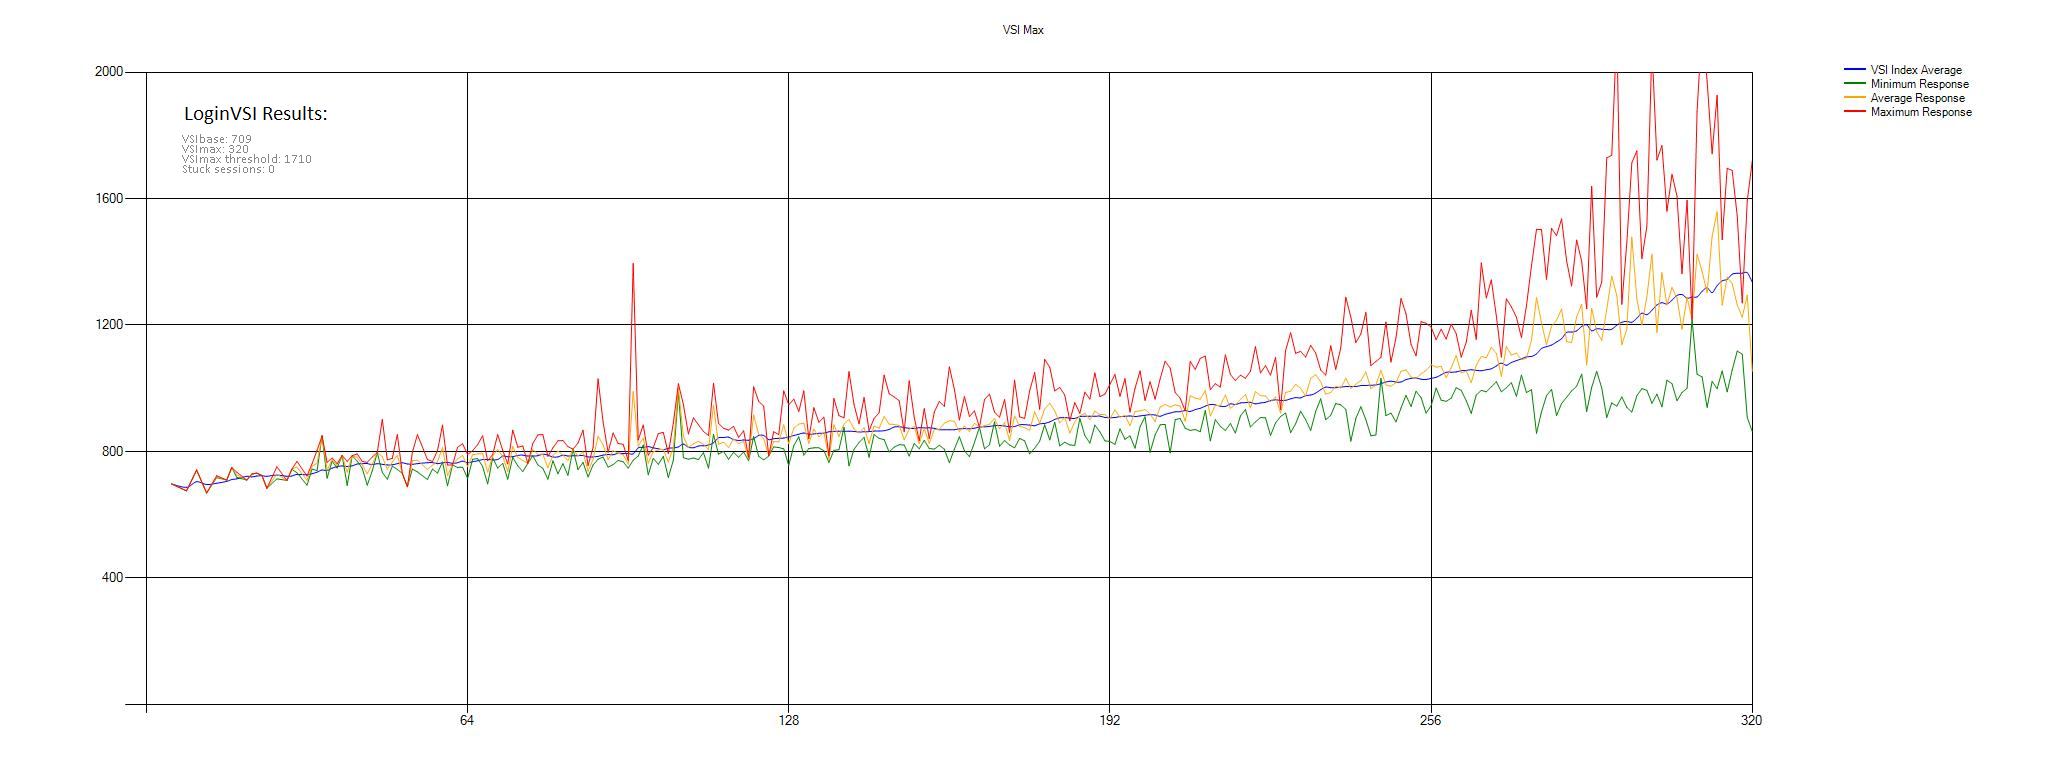 VSI Max
2000
1600
1200
800
400
LoginVSI Results:
VSIbase: 709
VSImax: 320
VSImax threshold: 1710
Stuck sessions: 0
VSI Index Average
Minimum Response
Average Response
Maximum Response
64 128 192 256 320